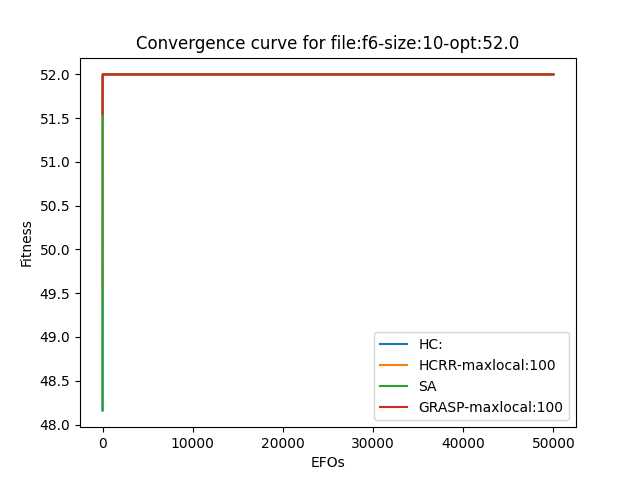 Convergence curve for file:f6-size:10-opt:52.0
52.0
51.5
51.0
50.5
50.0
49.5
49.0
48.5
48.0
Fitness
HC:
HCRR-maxlocal:100
SA
GRASP-maxlocal:100
0 10000 20000 30000 40000 50000
EFOs